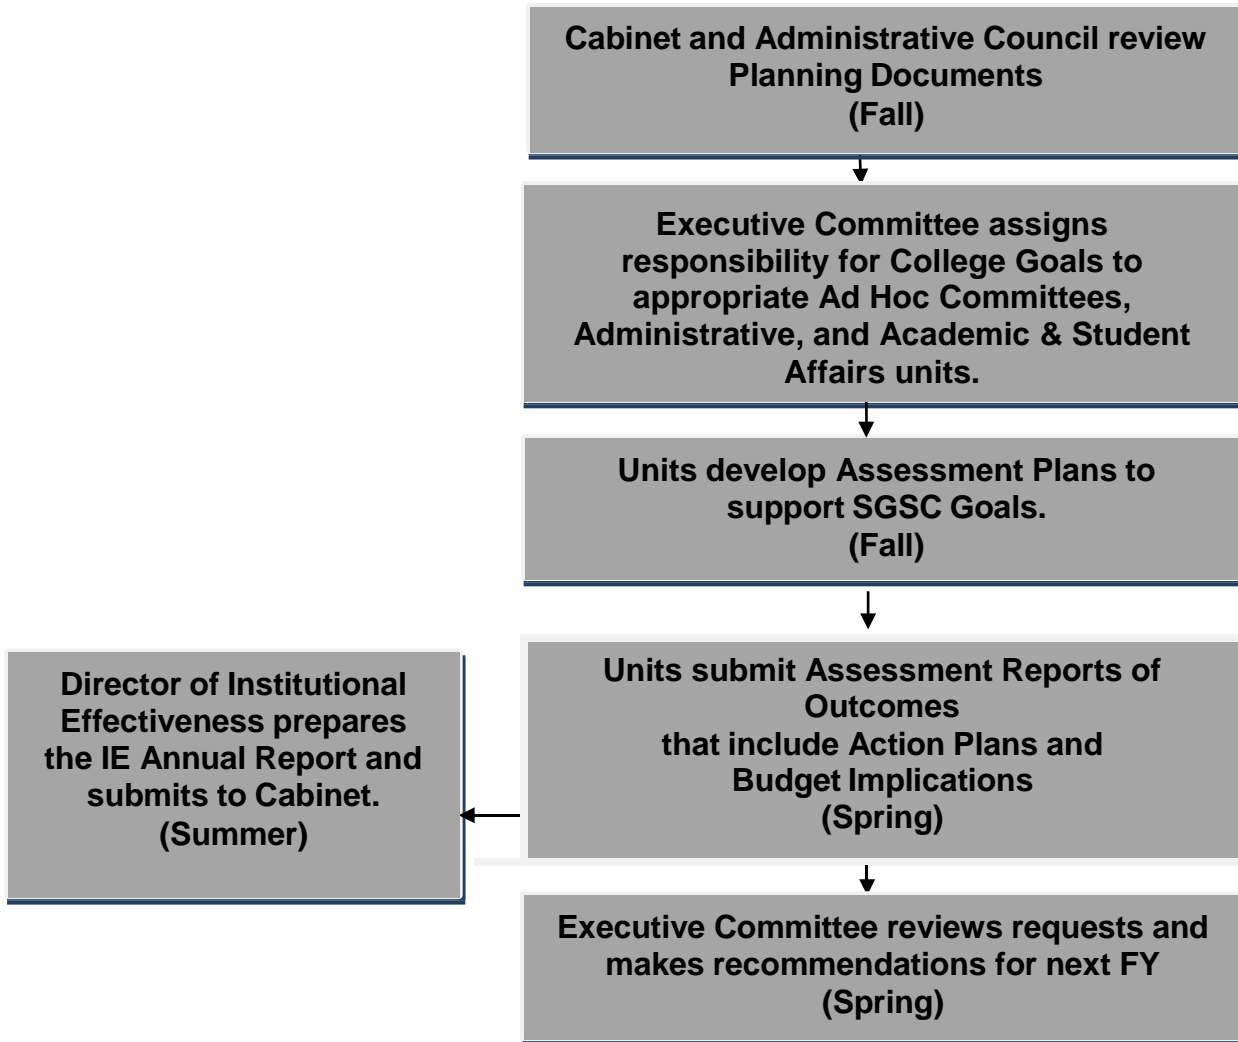 Cabinet and Administrative Council review
Planning Documents
(Fall)
Executive Committee assigns
responsibility for College Goals to
appropriate Ad Hoc Committees,
Administrative, and Academic & Student
Affairs units.
Units develop Assessment Plans to
support SGSC Goals.
(Fall)
Units submit Assessment Reports of
Outcomes
that include Action Plans and
Budget Implications
(Spring)
Director of Institutional
Effectiveness prepares
the IE Annual Report and
submits to Cabinet.
(Summer)
Executive Committee reviews requests and
makes recommendations for next FY
(Spring)